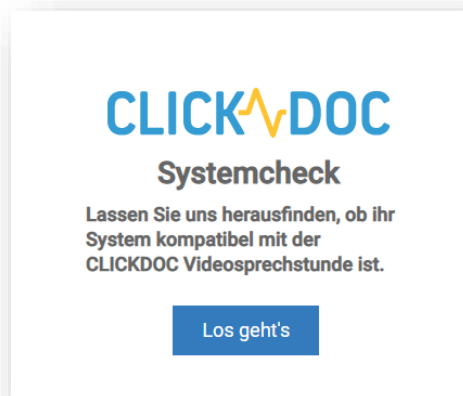 CLICKDOC
Systemcheck
Lassen Sie uns herausfinden, ob ihr
System kompatibel mit der
CLICKDOC Videosprechstunde ist.
Los geht's